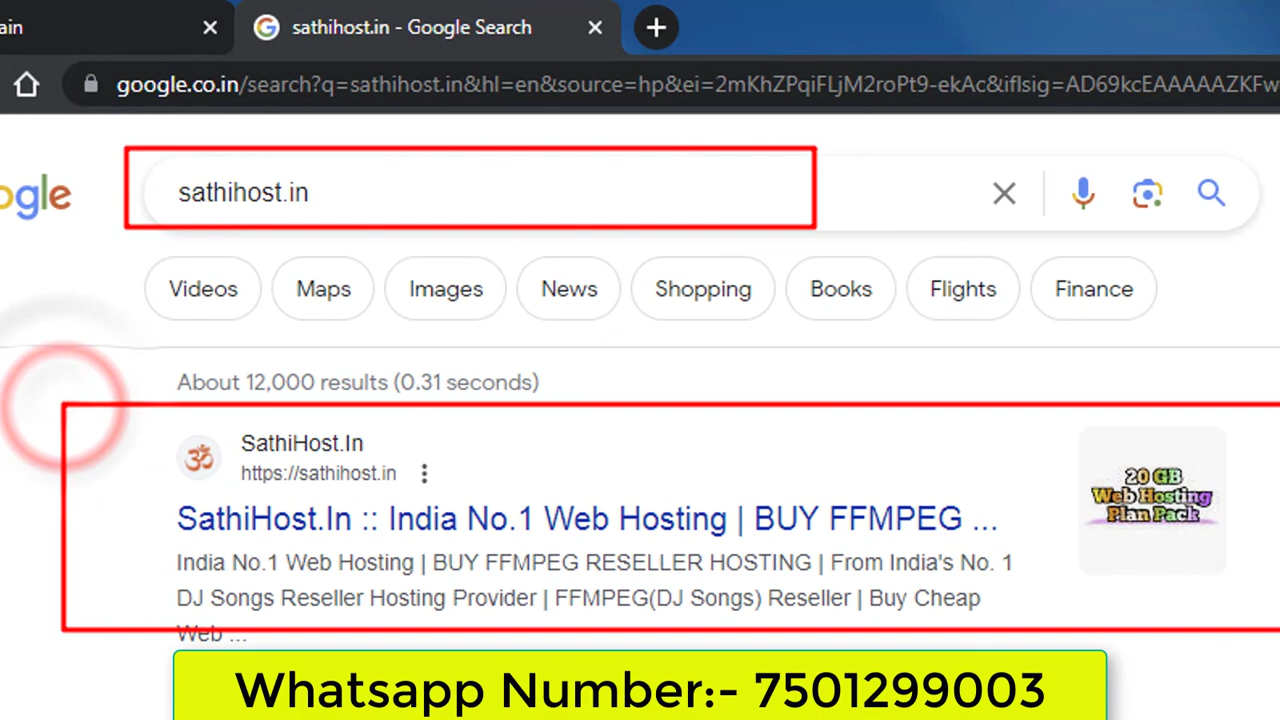 ain
sathihost.in - Google Search
google.co.in/search?q=sathihost.in&hl=en&source=hp&ei=2mKhZPqiFLjM2roPt9-ekAc&iflsig=AD69kcEAAAAAZKFw
ogle
sathihost.in
Videos Maps Images News Shopping Books Flights Finance
About 12,000 results (0.31 seconds)
ॐ
SathiHost.In
https://sathihost.in
SathiHost.In :: India No.1 Web Hosting | BUY FFMPEG ...
India No.1 Web Hosting | BUY FFMPEG RESELLER HOSTING | From India's No. 1
DJ Songs Reseller Hosting Provider | FFMPEG(DJ Songs) Reseller | Buy Cheap
Web ...
20 GB
Web Hosting
Plan Pack
Whatsapp Number:- 7501299003